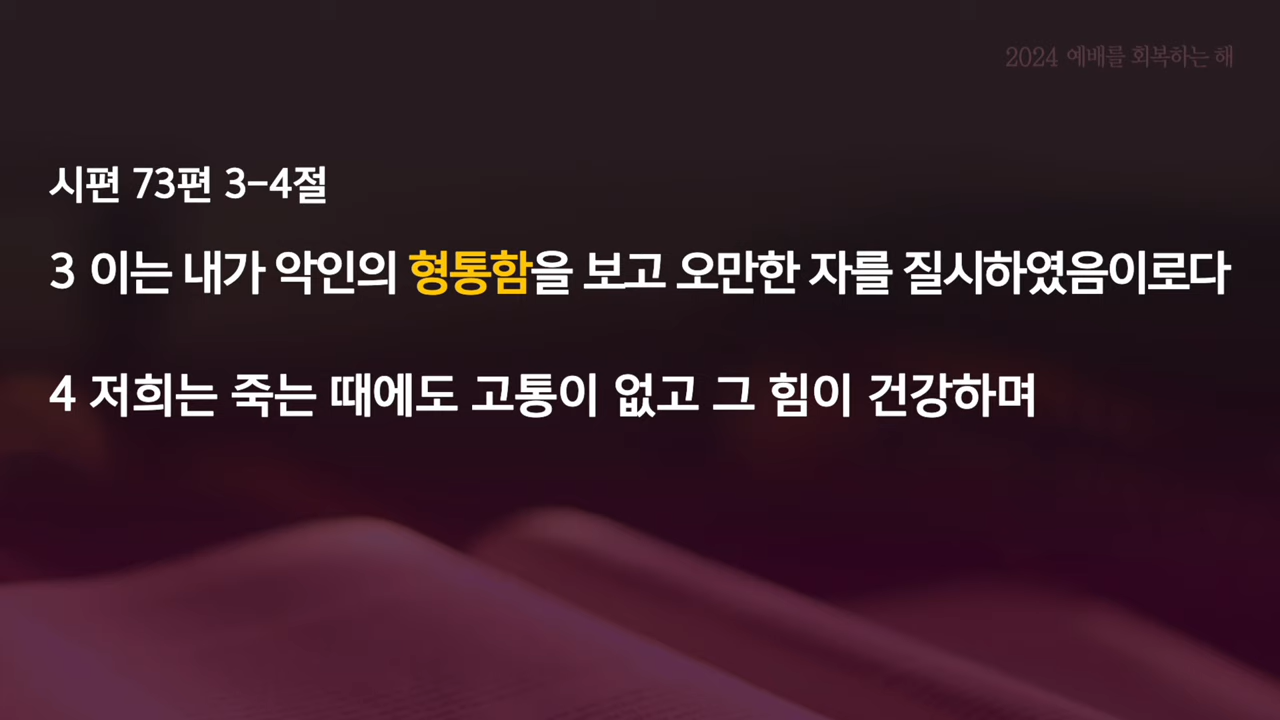 2024 예배를 회복하는 해
시편 73편 3-4절
3 이는 내가 악인의 형통함을 보고 오만한 자를 질시하였음이로다
4 저희는 죽는 때에도 고통이 없고 그 힘이 건강하며